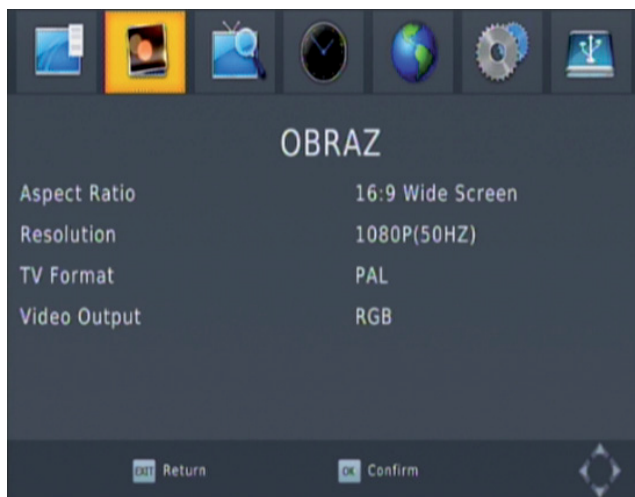 OBRAZ
Aspect Ratio 16:9 Wide Screen
Resolution 1080P(50HZ)
TV Format PAL
Video Output RGB
EXIT Return OK Confirm